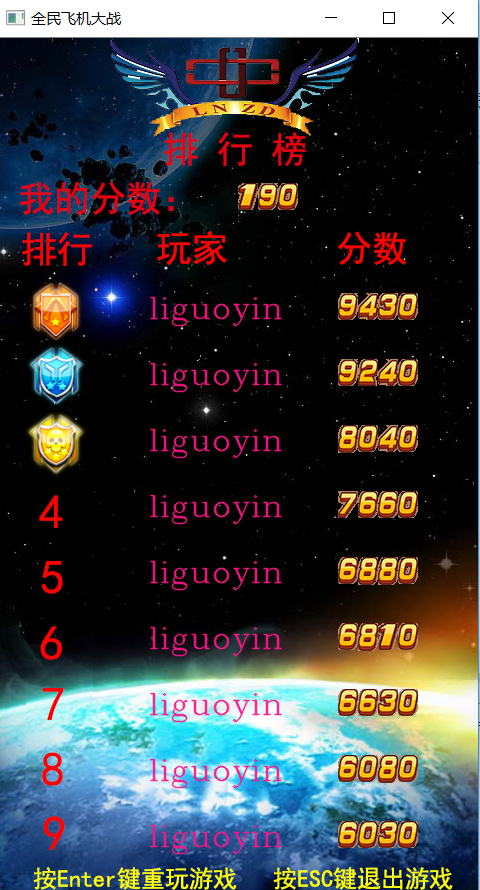 全民飞机大战
LNZD
排行榜
我的分数： 190
排行 玩家 分数
liguoyin 9430
liguoyin 9240
liguoyin 8040
4 liguoyin 7660
5 liguoyin 6880
6 liguoyin 6810
7 liguoyin 6630
8 liguoyin 6080
9 liguoyin 6030
按Enter键重玩游戏 按ESC键退出游戏